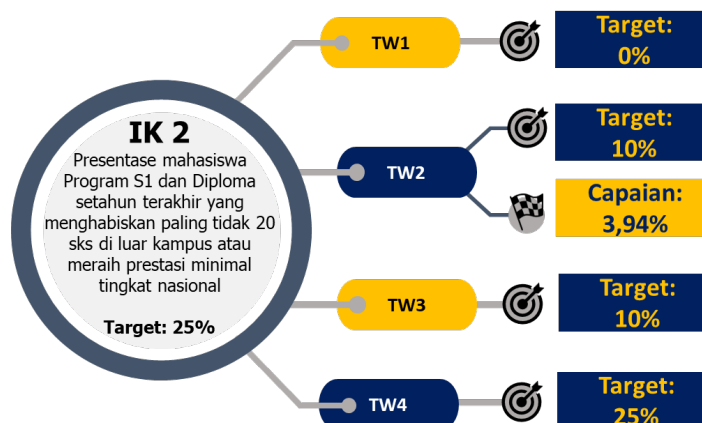 IK 2
Presentase mahasiswa
Program S1 dan Diploma
setahun terakhir yang
menghabiskan paling tidak 20
sks di luar kampus atau
meraih prestasi minimal
tingkat nasional
Target: 25%
TW1
Target:
0%
TW2
Target:
10%
Capaian:
3,94%
TW3
Target:
10%
TW4
Target:
25%